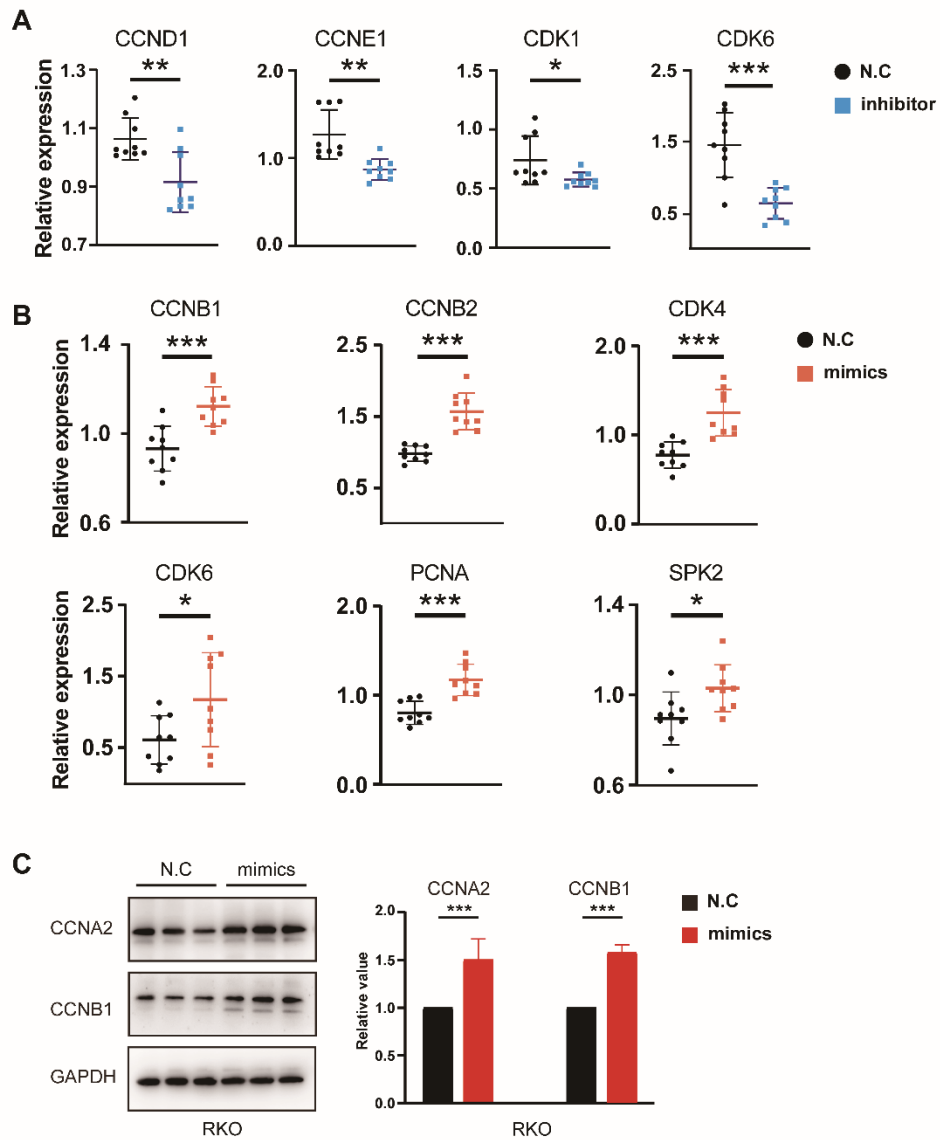 A
CCND1
CCNE1
CDK1
CDK6
** ** * ***
N.C
inhibitor
Relative expression
1.3
1.1
0.9
0.7
2.0
1.0
0.0
1.5
1.0
0.5
0.0
2.5
1.5
0.5
B
CCNB1
CCNB2
CDK4
*** *** ***
N.C
mimics
Relative expression
1.4
1.0
0.6
2.5
1.5
0.5
2.0
1.0
0.0
CDK6
PCNA
SPK2
* *** *
Relative expression
2.5
1.5
0.5
2.0
1.0
0.0
1.4
1.0
0.6
C
N.C mimics
CCNA2
CCNB1
GAPDH
RKO
CCNA2 CCNB1
*** ***
N.C
mimics
Relative value
2.0
1.5
1.0
1.5
0.0
RKO